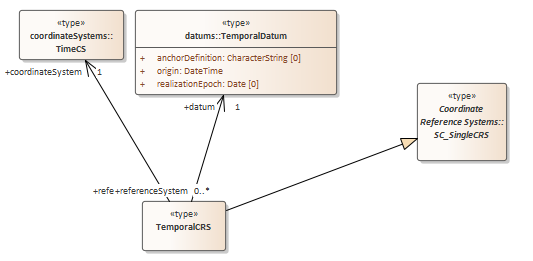 «type»
coordinateSystems::
TimeCS
«type»
datums::TemporalDatum
+ anchorDefinition: CharacterString [0]
+ origin: DateTime
+ realizationEpoch: Date [0]
+coordinateSystem 1
+datum 1
«type»
Coordinate
Reference Systems::
SC_SingleCRS
+refe+referenceSystem 0..*
«type»
TemporalCRS